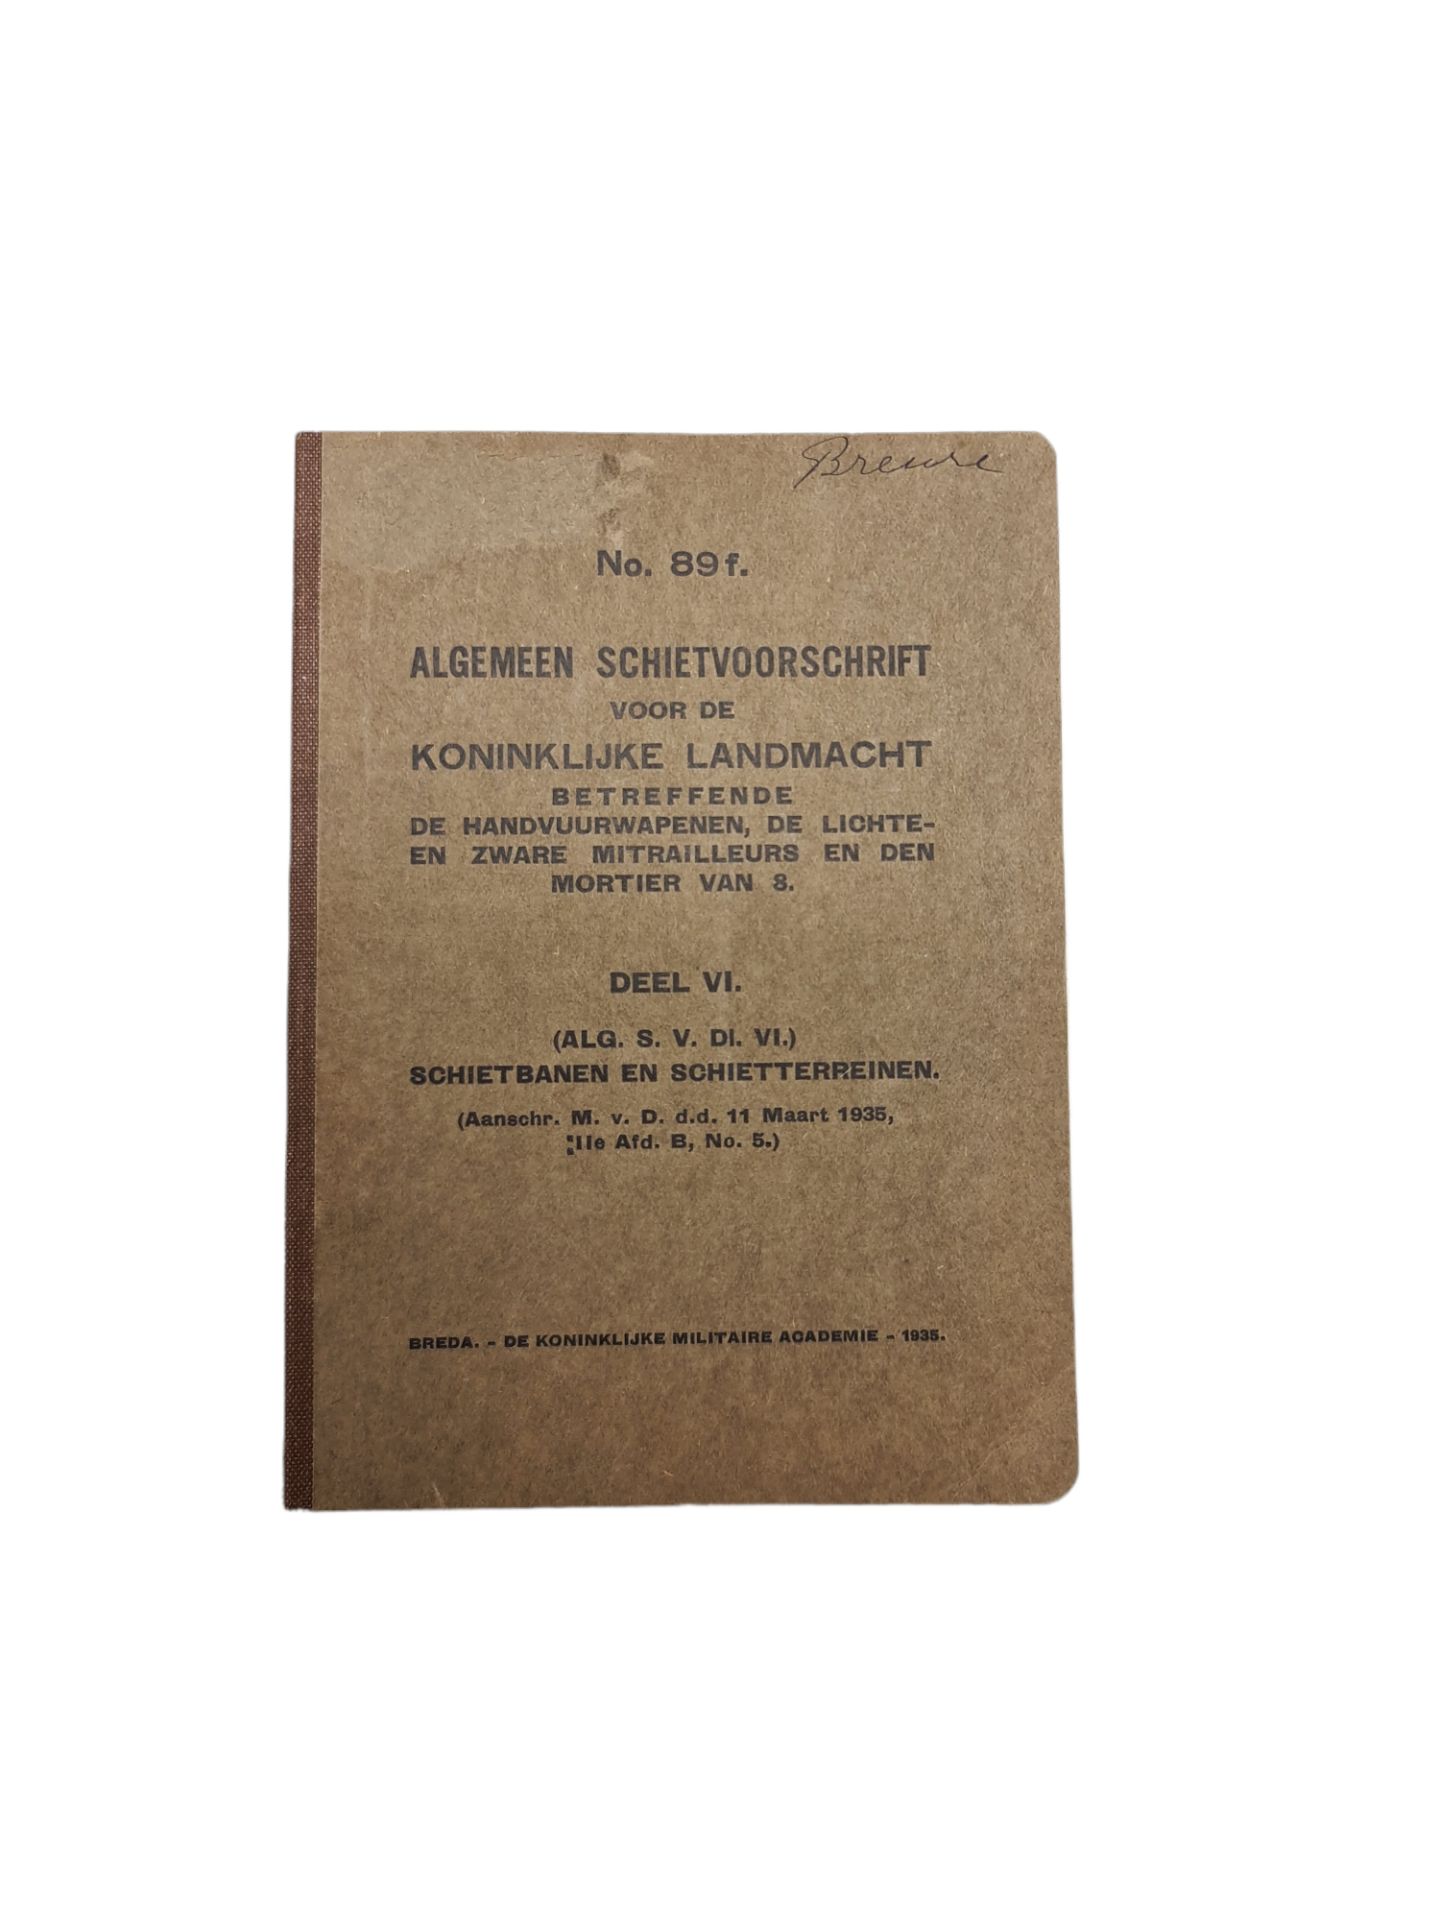 No. 89f.
ALGEMEEN SCHIETVOORSCHRIFT
VOOR DE
KONINKLIJKE LANDMACHT
BETREFFENDE
DE HANDVUURWAPENEN, DE LICHTE-
EN ZWARE MITRAILLEURS EN DEN
MORTIER VAN 8.
DEEL VI.
(ALG. S. V. Dl. VI.)
SCHIETBANEN EN SCHIETTERREINEN.
(Aanschr. M. v. D. d.d. 11 Maart 1935,
IIe Afd. B, No. 5.)
BREDA. - DE KONINKLIJKE MILITAIRE ACADEMIE - 1935.